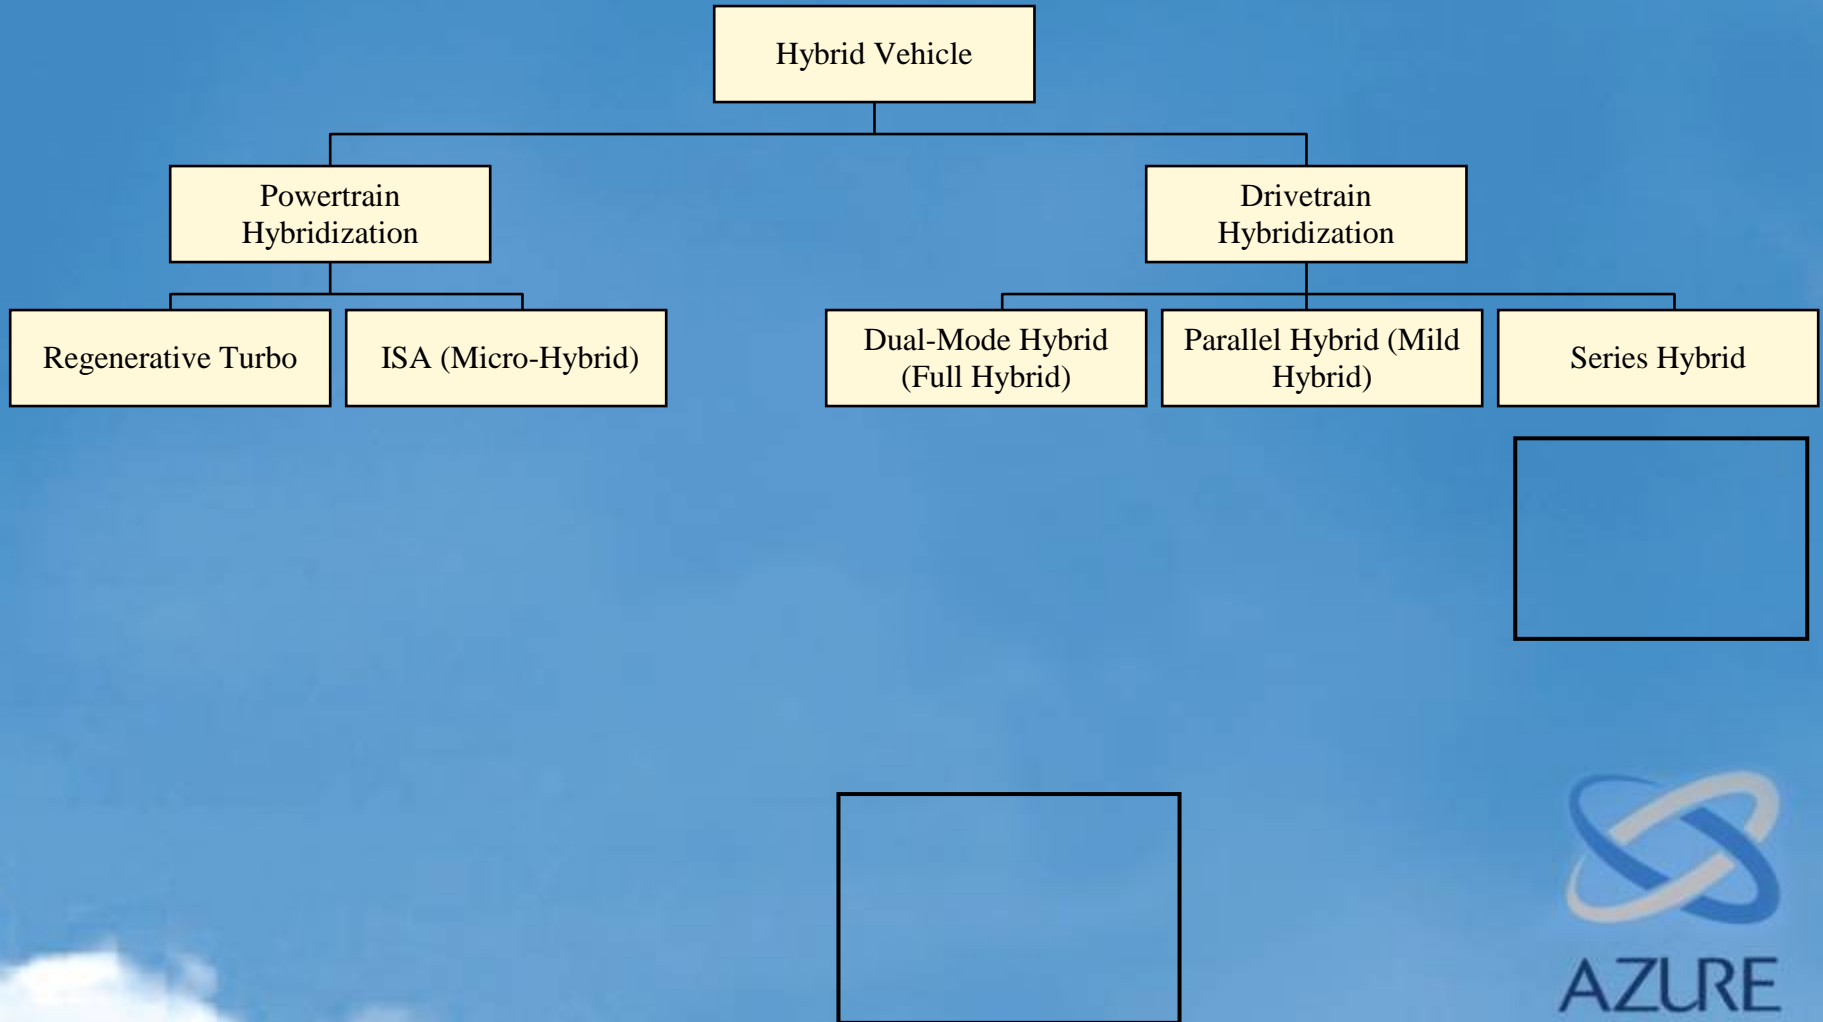 Hybrid Vehicle
Powertrain
Hybridization
Drivetrain
Hybridization
Regenerative Turbo
ISA (Micro-Hybrid)
Dual-Mode Hybrid
(Full Hybrid)
Parallel Hybrid (Mild
Hybrid)
Series Hybrid
AZURE